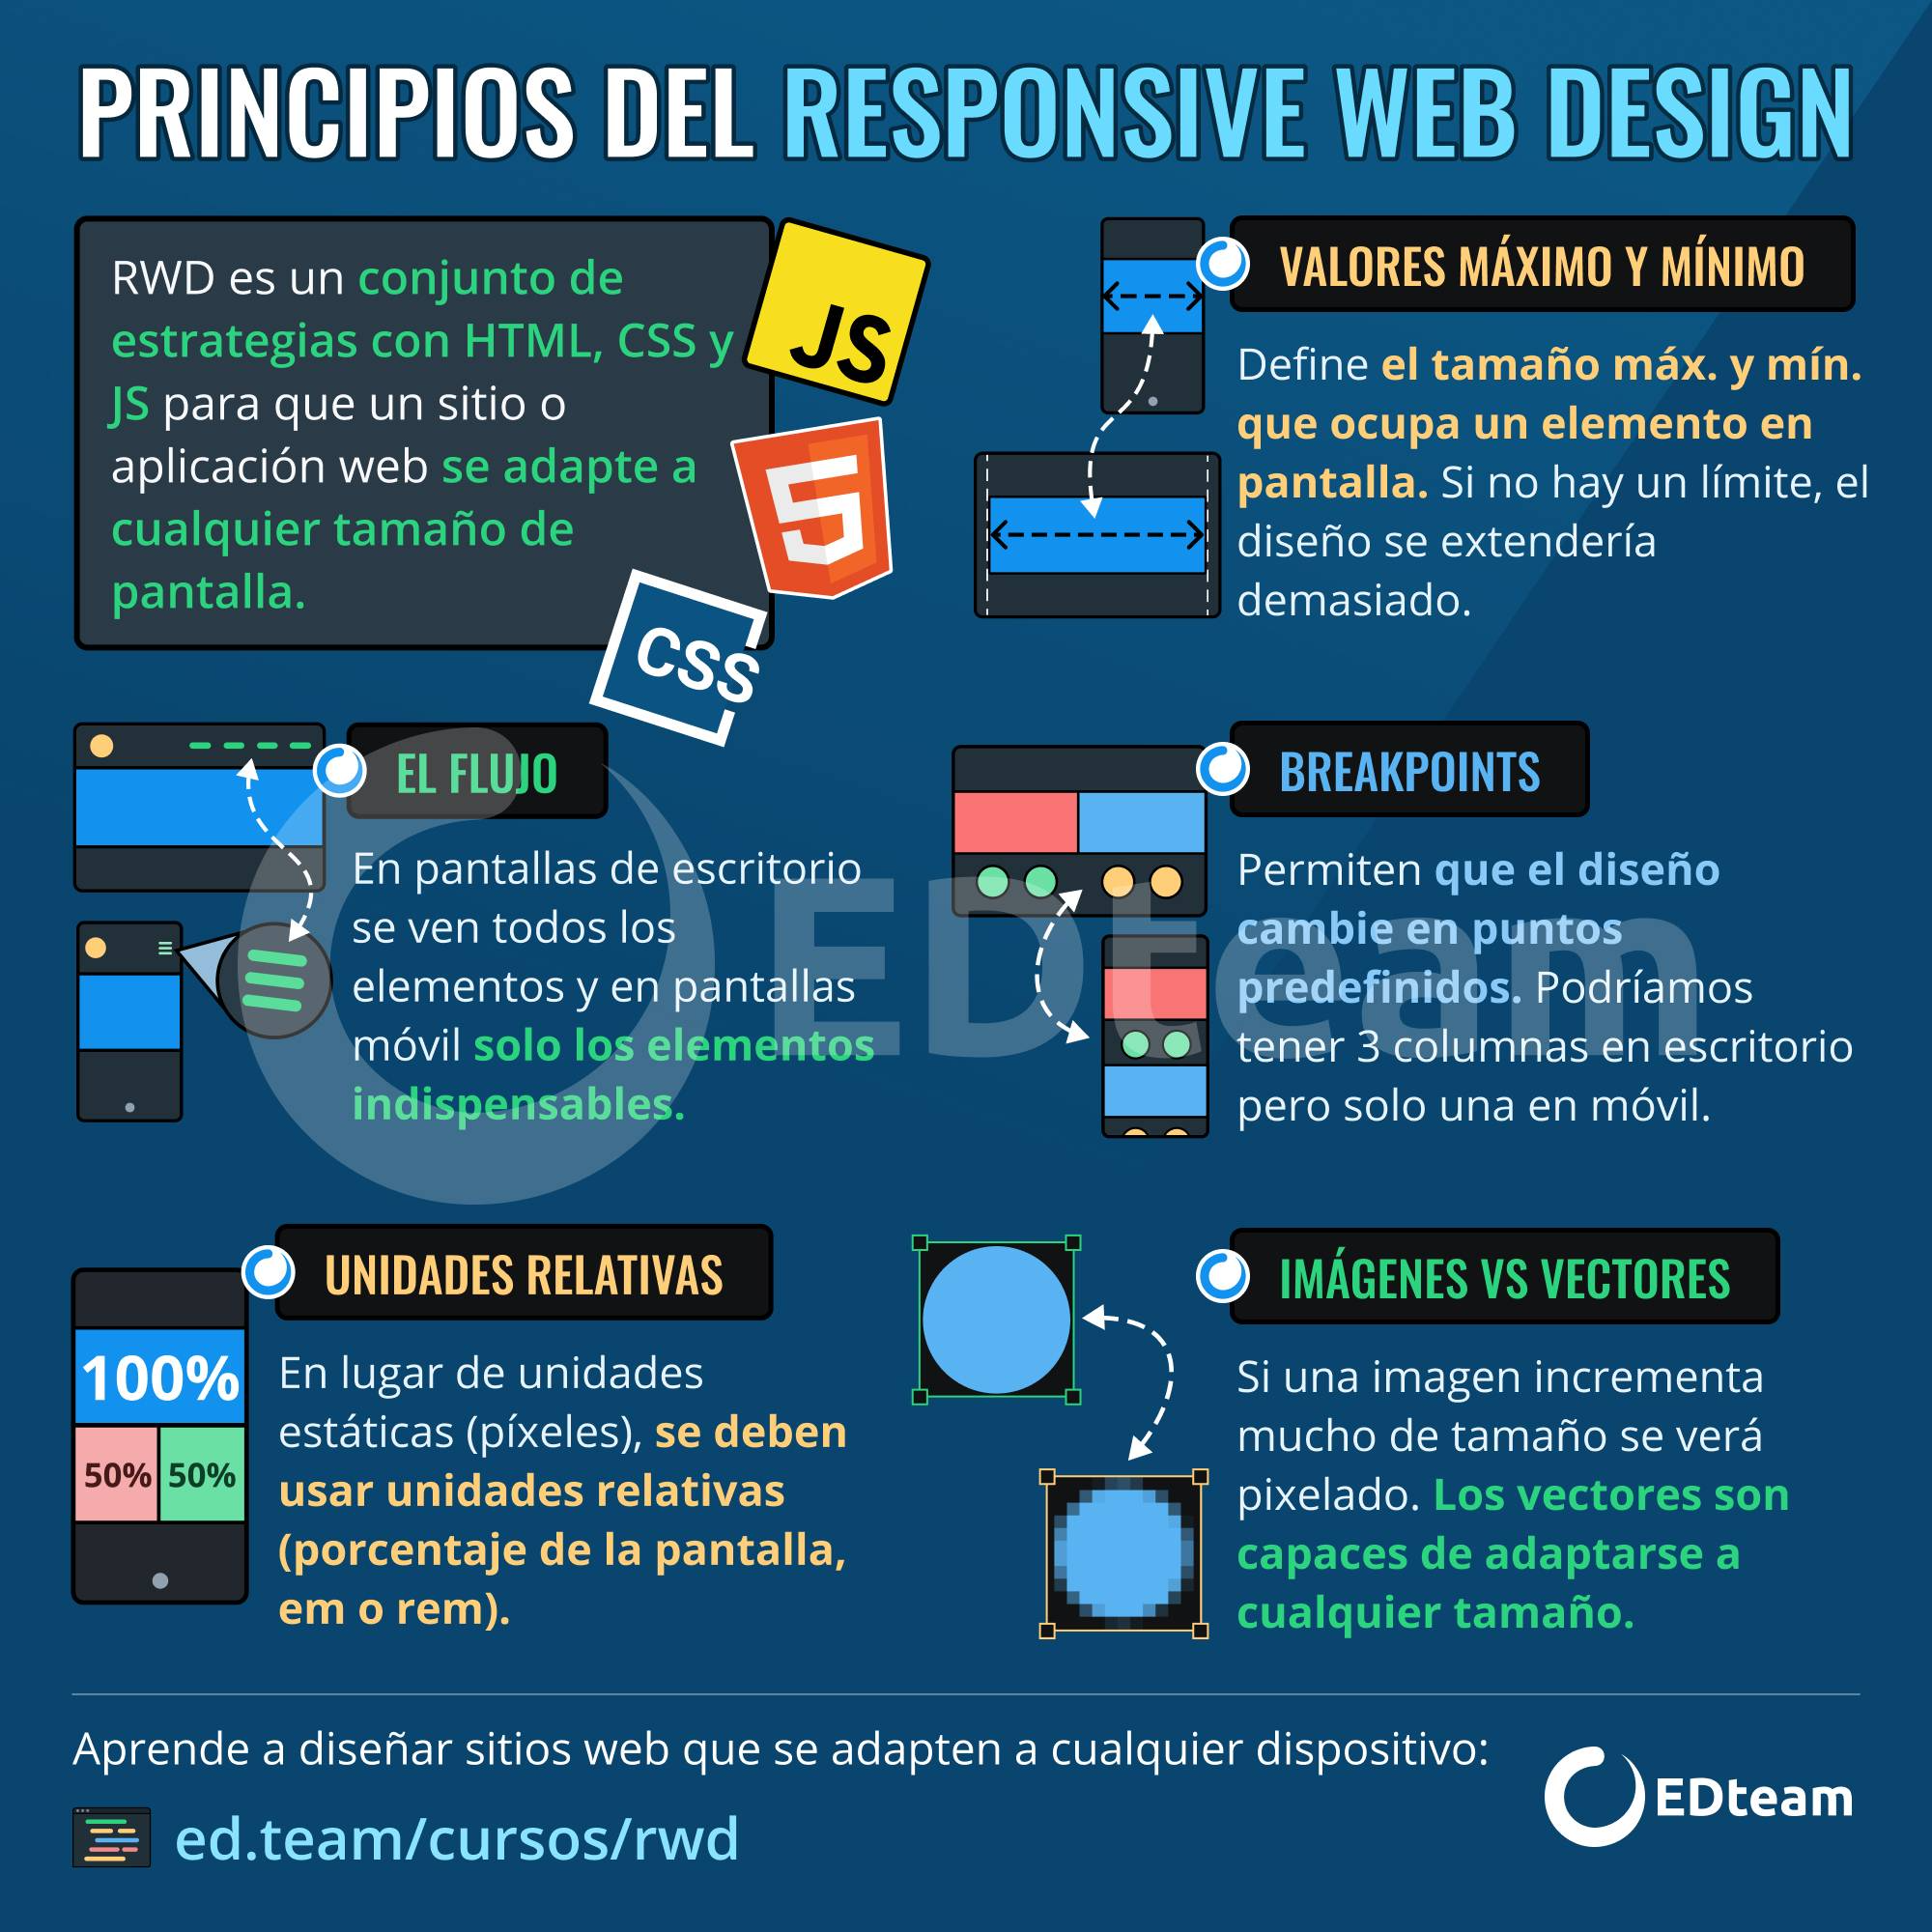 PRINCIPIOS DEL RESPONSIVE WEB DESIGN
RWD es un conjunto de
estrategias con HTML, CSS y
JS para que un sitio o
aplicación web se adapte a
cualquier tamaño de
pantalla.
JS
5
CSS
VALORES MÁXIMO Y MÍNIMO
Define el tamaño máx. y mín.
que ocupa un elemento en
pantalla. Si no hay un límite, el
diseño se extendería
demasiado.
EL FLUJO
En pantallas de escritorio
se ven todos los
elementos y en pantallas
móvil solo los elementos
indispensables.
BREAKPOINTS
Permiten que el diseño
cambie en puntos
predefinidos. Podríamos
tener 3 columnas en escritorio
pero solo una en móvil.
EDteam
UNIDADES RELATIVAS
100%
50% 50%
En lugar de unidades
estáticas (píxeles), se deben
usar unidades relativas
(porcentaje de la pantalla,
em o rem).
IMÁGENES VS VECTORES
Si una imagen incrementa
mucho de tamaño se verá
pixelado. Los vectores son
capaces de adaptarse a
cualquier tamaño.
Aprende a diseñar sitios web que se adapten a cualquier dispositivo:
ed.team/cursos/rwd
EDteam